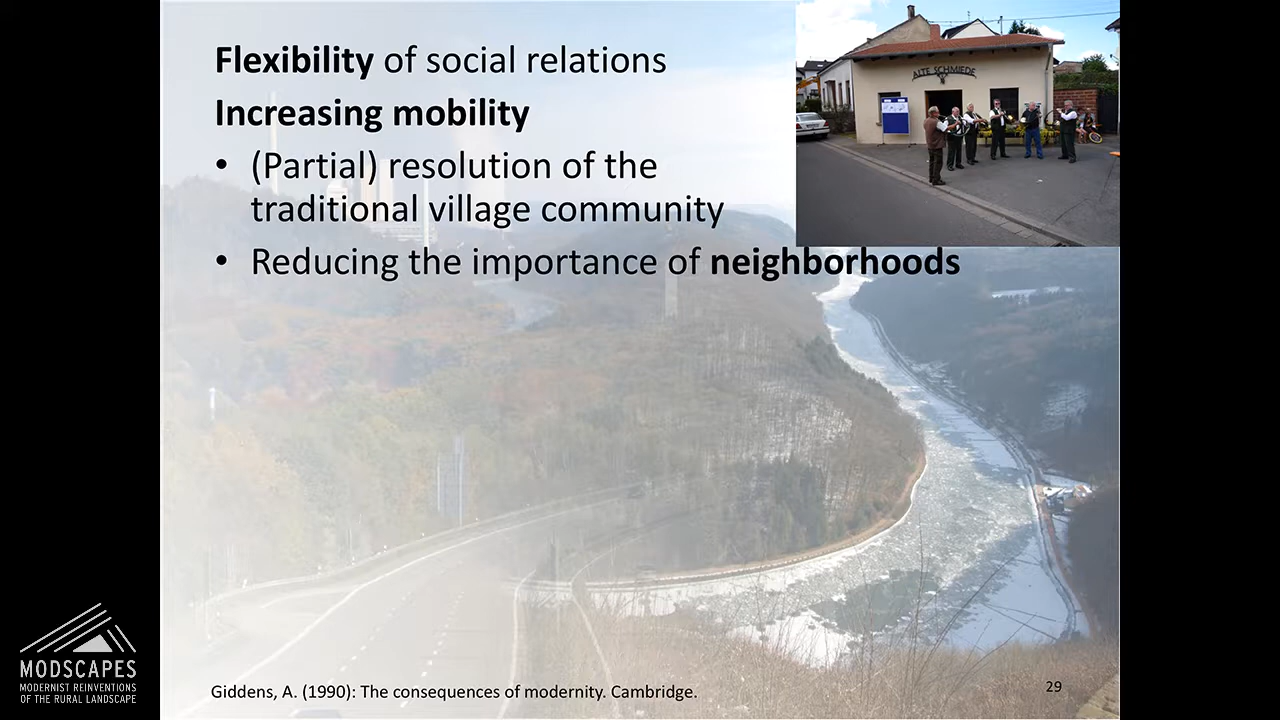 Flexibility of social relations
Increasing mobility
• (Partial) resolution of the
traditional village community
• Reducing the importance of neighborhoods
ALTE SCHMIEDE
Giddens, A. (1990): The consequences of modernity. Cambridge.
29
MODSCAPES
MODERNIST REINVENTIONS
OF THE RURAL LANDSCAPE